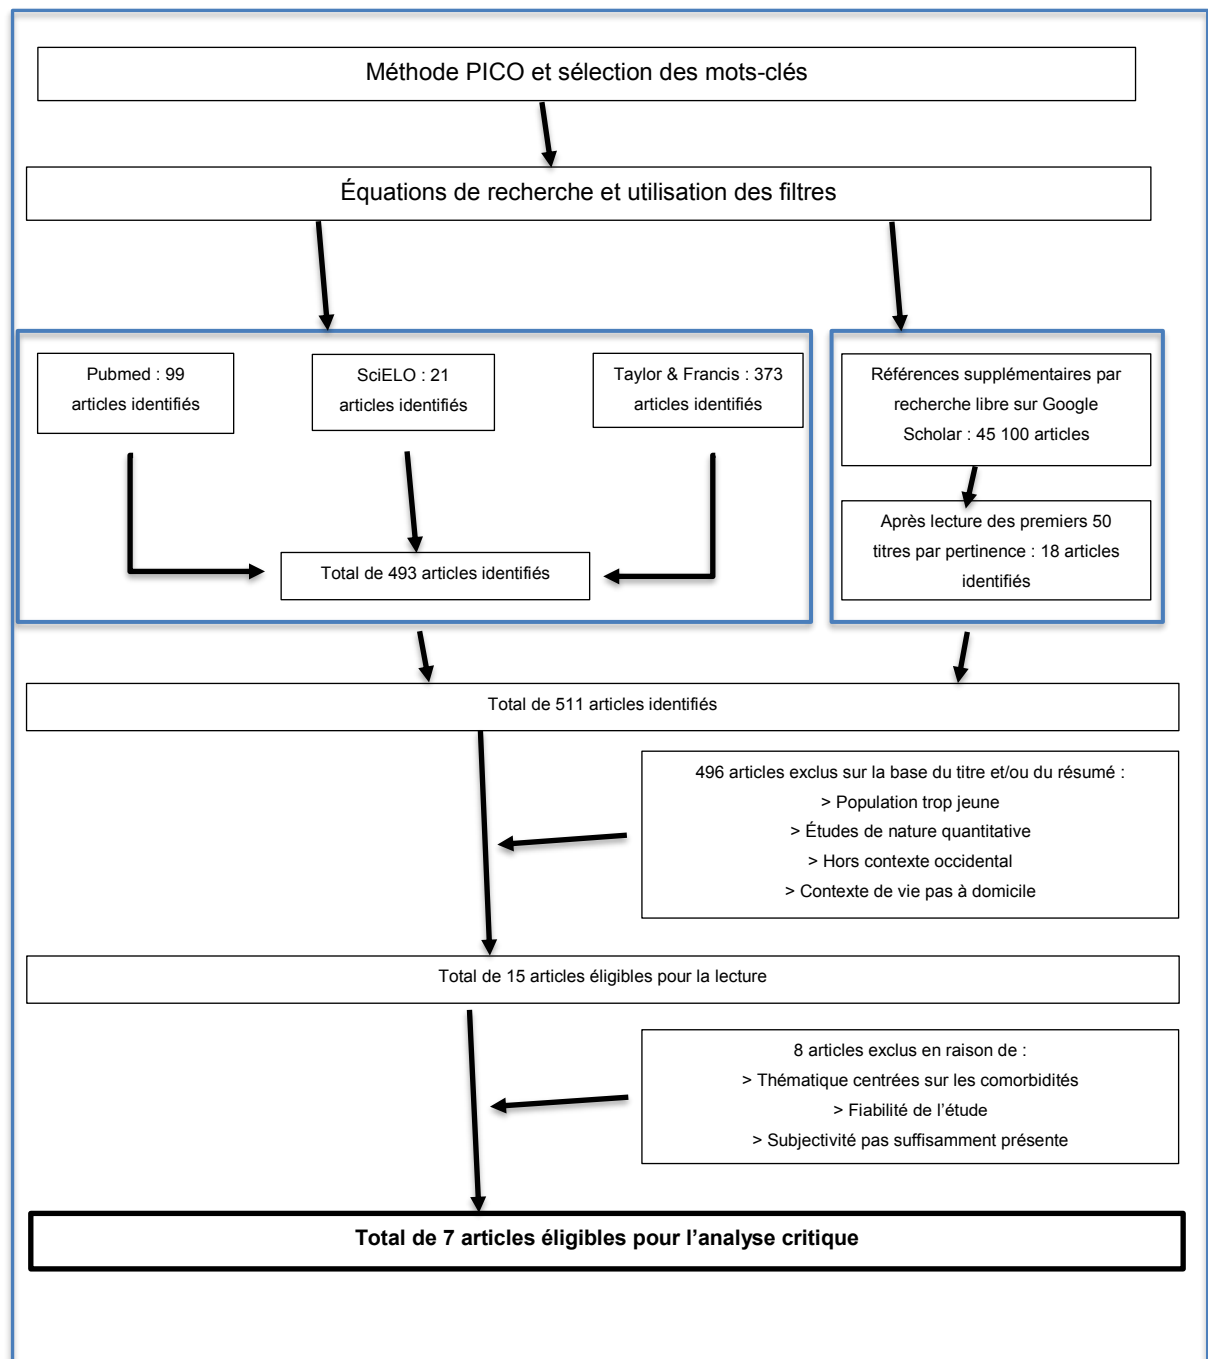 Méthode PICO et sélection des mots-clés
Équations de recherche et utilisation des filtres
Pubmed : 99
articles identifiés
SciELO : 21
articles identifiés
Taylor & Francis : 373
articles identifiés
Total de 493 articles identifiés
Références supplémentaires par
recherche libre sur Google
Scholar : 45 100 articles
Après lecture des premiers 50
titres par pertinence : 18 articles
identifiés
Total de 511 articles identifiés
496 articles exclus sur la base du titre et/ou du résumé :
> Population trop jeune
> Études de nature quantitative
> Hors contexte occidental
> Contexte de vie pas à domicile
Total de 15 articles éligibles pour la lecture
8 articles exclus en raison de :
> Thématique centrées sur les comorbidités
> Fiabilité de l’étude
> Subjectivité pas suffisamment présente
Total de 7 articles éligibles pour l’analyse critique